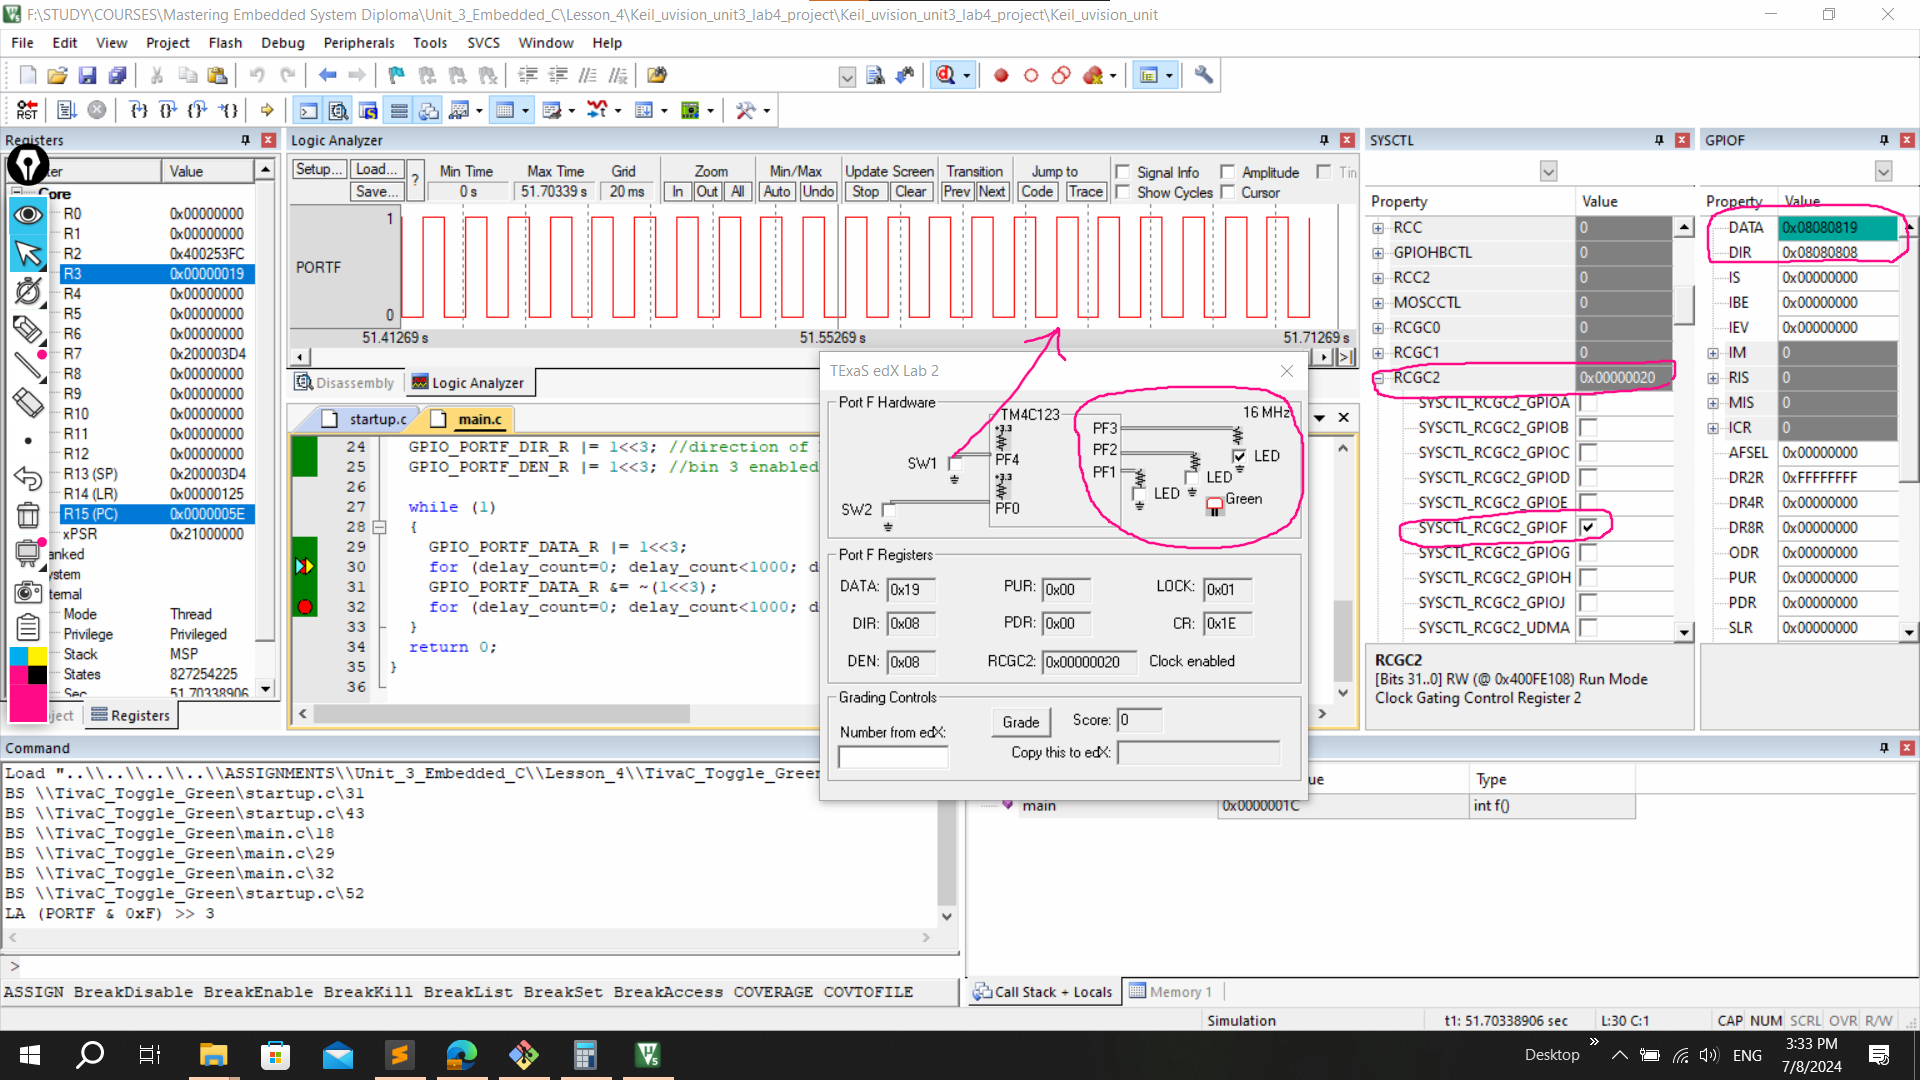 F:\STUDY\COURSES\Mastering Embedded System Diploma\Unit_3_Embedded_C\Lesson_4\Keil_uvision_unit3_lab4_project\Keil_uvision_unit3_lab4_project\Keil_uvision_unit
File Edit View Project Flash Debug Peripherals Tools SVCS Window Help
RST
Registers
Value
Core
R0 0x00000000
R1 0x00000000
R2 0x400253FC
R3 0x00000019
R4 0x00000000
R5 0x00000000
R6 0x00000000
R7 0x200003D4
R8 0x00000000
R9 0x00000000
R10 0x00000000
R11 0x00000000
R12 0x00000000
R13 (SP) 0x200003D4
R14 (LR) 0x00000125
R15 (PC) 0x0000005E
xPSR 0x21000000
anked
ystem
ternal
Mode Thread
Privilege Privileged
Stack MSP
States 827254225
Sec 51.70338906
ject Registers
Logic Analyzer
Setup... Load... ? Min Time Max Time Grid Zoom Min/Max Update Screen Transition Jump to Signal Info Amplitude Tin
Save... 0 s 51.70339 s 20 ms In Out All Auto Undo Stop Clear Prev Next Code Trace Show Cycles Cursor
1
PORTF
0
51.41269 s 51.55269 s 51.71269 s
Disassembly Logic Analyzer
startup.c main.c
24 GPIO_PORTF_DIR_R |= 1<<3; //direction of
25 GPIO_PORTF_DEN_R |= 1<<3; //bin 3 enabled
26
27 while (1)
28 {
29 GPIO_PORTF_DATA_R |= 1<<3;
30 for (delay_count=0; delay_count<1000; d
31 GPIO_PORTF_DATA_R &= ~(1<<3);
32 for (delay_count=0; delay_count<1000; d
33 }
34 return 0;
35 }
36
TExaS edX Lab 2
Port F Hardware
TM4C123 16 MHz
+3.3 PF3
PF2 LED
SW1 PF4 PF1 LED
+3.3 LED Green
SW2 PF0
Port F Registers
DATA: 0x19 PUR: 0x00 LOCK: 0x01
DIR: 0x08 PDR: 0x00 CR: 0x1E
DEN: 0x08 RCGC2: 0x00000020 Clock enabled
Grading Controls
Grade Score: 0
Number from edX:
Copy this to edX:
SYSCTL
Property Value
RCC 0
GPIOHBCTL 0
RCC2 0
MOSCCTL 0
RCGC0 0
RCGC1 0
RCGC2 0x00000020
SYSCTL_RCGC2_GPIOA
SYSCTL_RCGC2_GPIOB
SYSCTL_RCGC2_GPIOC
SYSCTL_RCGC2_GPIOD
SYSCTL_RCGC2_GPIOE
SYSCTL_RCGC2_GPIOF
SYSCTL_RCGC2_GPIOG
SYSCTL_RCGC2_GPIOH
SYSCTL_RCGC2_GPIOJ
SYSCTL_RCGC2_UDMA
RCGC2
[Bits 31..0] RW (@ 0x400FE108) Run Mode
Clock Gating Control Register 2
GPIOF
Property Value
DATA 0x08080819
DIR 0x08080808
IS 0x00000000
IBE 0x00000000
IEV 0x00000000
IM 0
RIS 0
MIS 0
ICR 0
AFSEL 0x00000000
DR2R 0xFFFFFFFF
DR4R 0x00000000
DR8R 0x00000000
ODR 0x00000000
PUR 0x00000000
PDR 0x00000000
SLR 0x00000000
Command
Load "..\\..\\..\\..\\ASSIGNMENTS\\Unit_3_Embedded_C\\Lesson_4\\TivaC_Toggle_Green
BS \\TivaC_Toggle_Green\startup.c\31
BS \\TivaC_Toggle_Green\startup.c\43
BS \\TivaC_Toggle_Green\main.c\18
BS \\TivaC_Toggle_Green\main.c\29
BS \\TivaC_Toggle_Green\main.c\32
BS \\TivaC_Toggle_Green\startup.c\52
LA (PORTF & 0xF) >> 3
>
ASSIGN BreakDisable BreakEnable BreakKill BreakList BreakSet BreakAccess COVERAGE COVTOFILE
ue Type
main 0x0000001C int f()
Call Stack + Locals Memory 1
Simulation t1: 51.70338906 sec L:30 C:1 CAP NUM SCRL OVR R/W
Desktop ENG 3:33 PM
7/8/2024